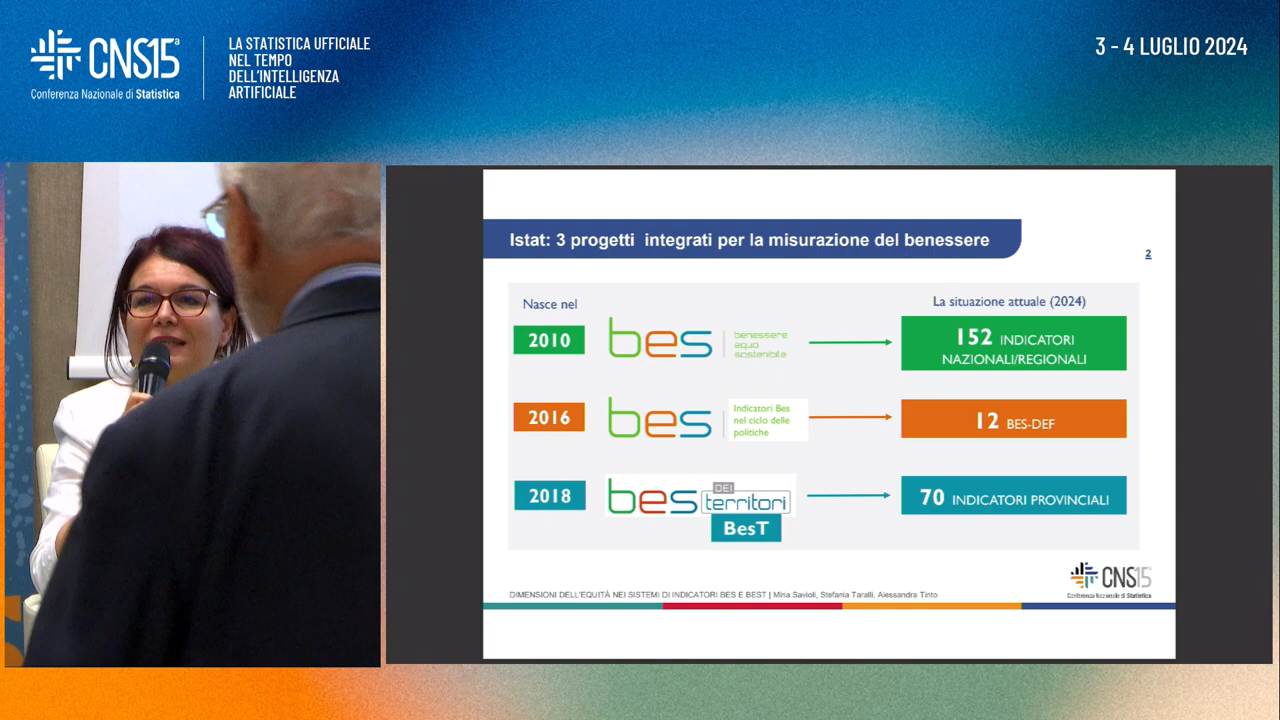 CNS15ª
Conferenza Nazionale di Statistica
LA STATISTICA UFFICIALE
NEL TEMPO
DELL'INTELLIGENZA
ARTIFICIALE
3 - 4 LUGLIO 2024
Istat: 3 progetti integrati per la misurazione del benessere
2
Nasce nel
La situazione attuale (2024)
2010
bes
benessere
equo
sostenibile
152 INDICATORI
NAZIONALI/REGIONALI
2016
bes
Indicatori Bes
nel ciclo delle
politiche
12 BES-DEF
2018
bes
DEI
territori
BesT
70 INDICATORI PROVINCIALI
CNS15
Conferenza Nazionale di Statistica
DIMENSIONI DELL'EQUITÀ NEI SISTEMI DI INDICATORI BES E BEST | Miria Savioli, Stefania Taralli, Alessandra Tinto